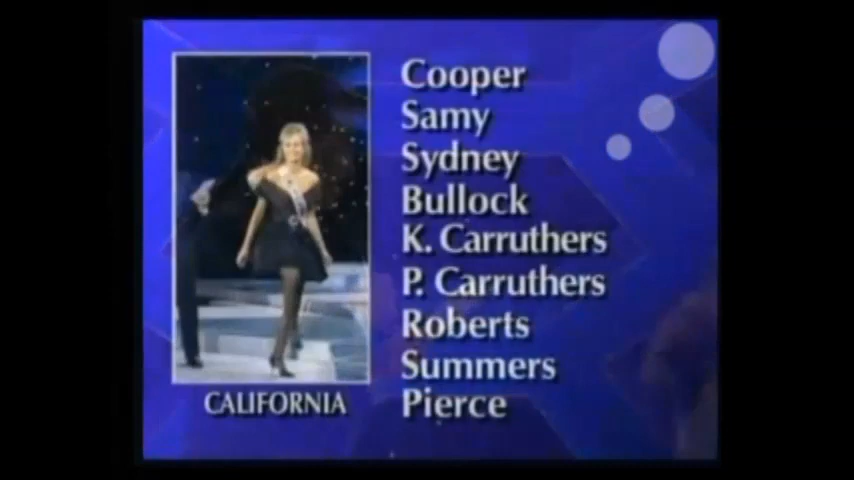 Cooper
Samy
Sydney
Bullock
K. Carruthers
P. Carruthers
Roberts
Summers
Pierce
CALIFORNIA